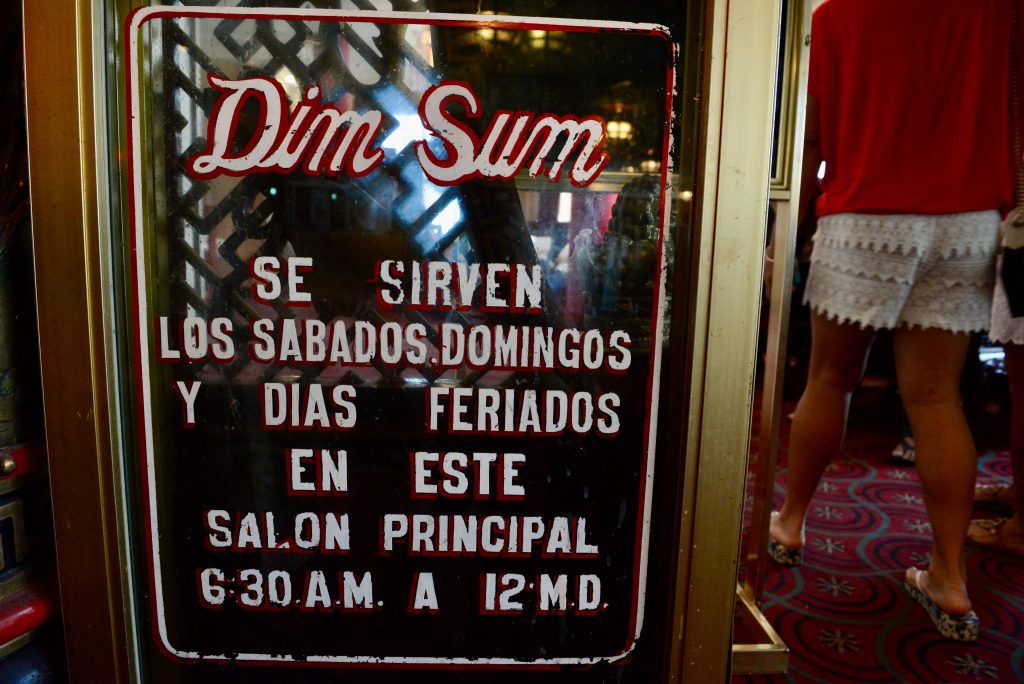 Dim Sum
SE SIRVEN
LOS SABADOS.DOMINGOS
Y DIAS FERIADOS
EN ESTE
SALON PRINCIPAL
6:30.A.M. A 12 M.D.